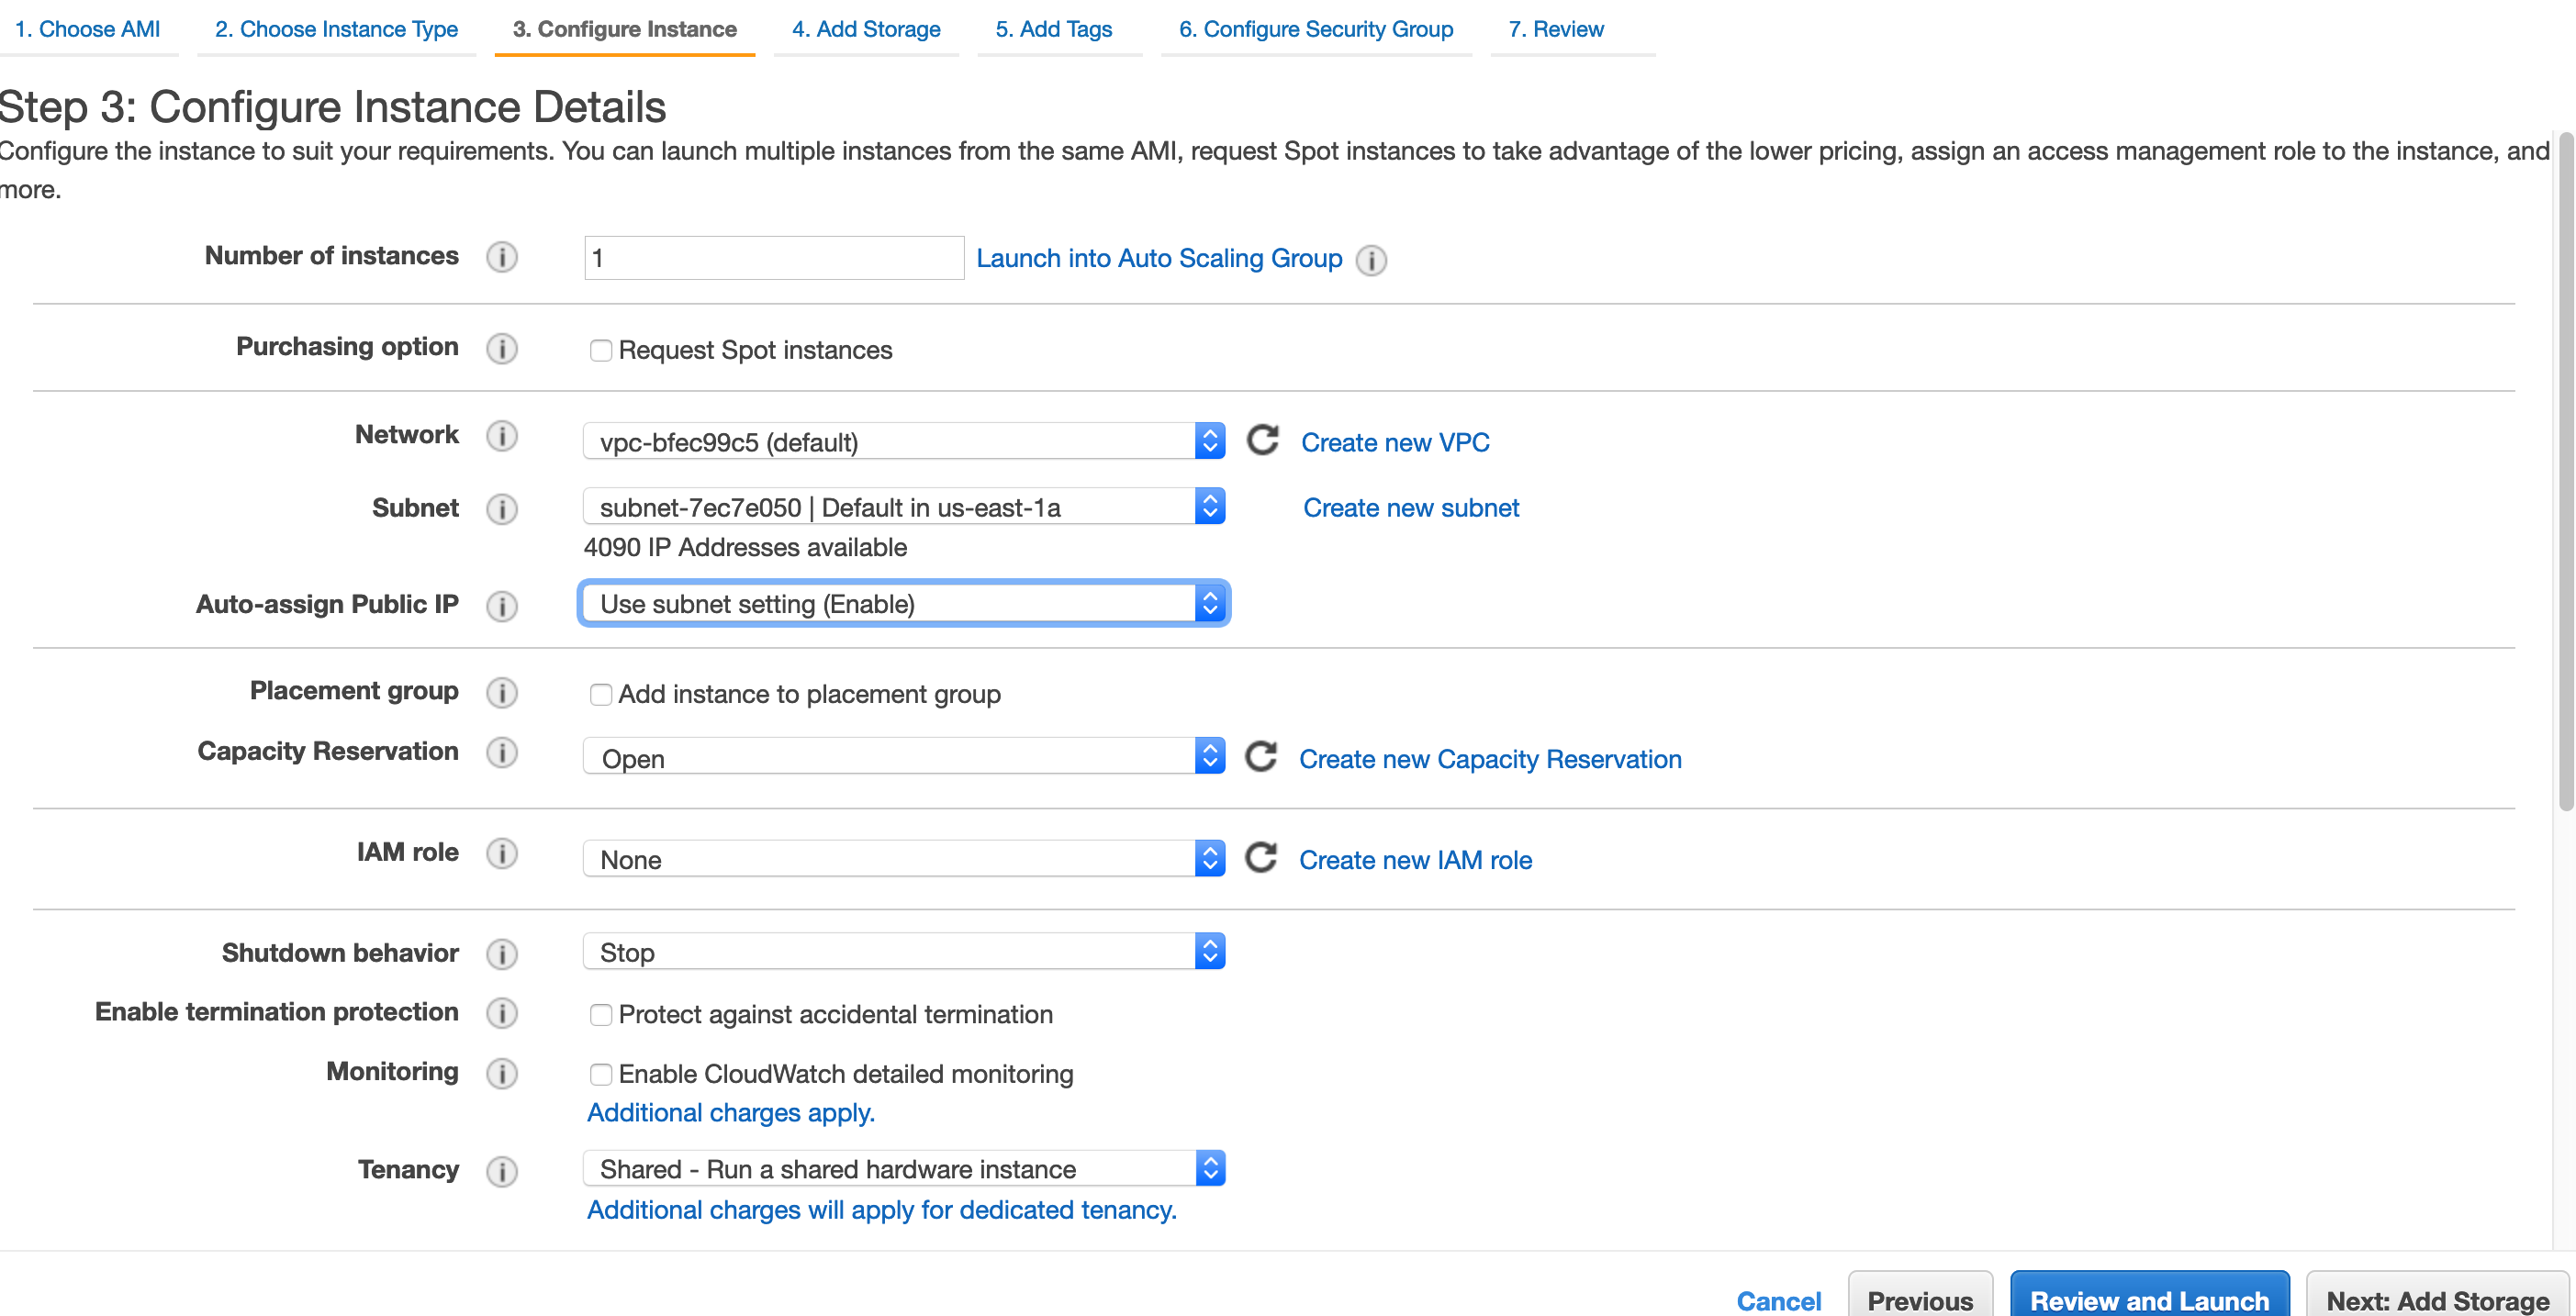 1. Choose AMI 2. Choose Instance Type 3. Configure Instance 4. Add Storage 5. Add Tags 6. Configure Security Group 7. Review
Step 3: Configure Instance Details
Configure the instance to suit your requirements. You can launch multiple instances from the same AMI, request Spot instances to take advantage of the lower pricing, assign an access management role to the instance, and
more.
Number of instances i 1 Launch into Auto Scaling Group i
Purchasing option i Request Spot instances
Network i vpc-bfec99c5 (default) Create new VPC
Subnet i subnet-7ec7e050 | Default in us-east-1a Create new subnet
4090 IP Addresses available
Auto-assign Public IP i Use subnet setting (Enable)
Placement group i Add instance to placement group
Capacity Reservation i Open Create new Capacity Reservation
IAM role i None Create new IAM role
Shutdown behavior i Stop
Enable termination protection i Protect against accidental termination
Monitoring i Enable CloudWatch detailed monitoring
Additional charges apply.
Tenancy i Shared - Run a shared hardware instance
Additional charges will apply for dedicated tenancy.
Cancel Previous Review and Launch Next: Add Storage